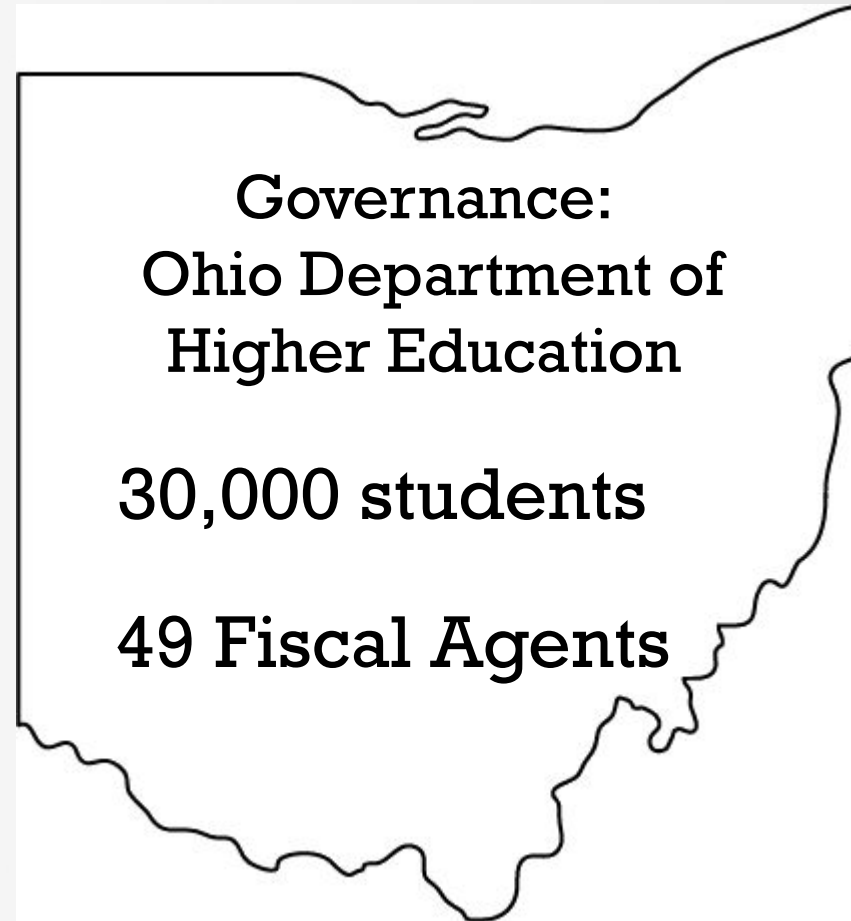 Governance:
Ohio Department of
Higher Education
30,000 students
49 Fiscal Agents